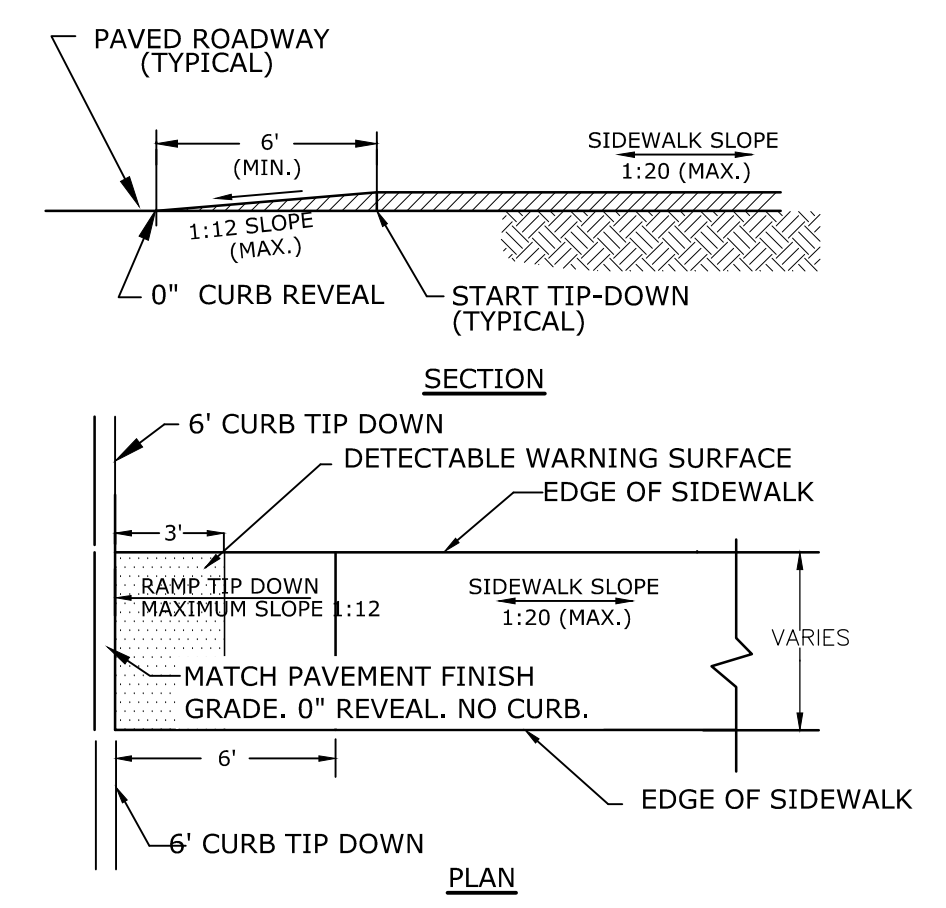 PAVED ROADWAY
(TYPICAL)
6'
(MIN.)
SIDEWALK SLOPE
1:20 (MAX.)
1:12 SLOPE
(MAX.)
0" CURB REVEAL
START TIP-DOWN
(TYPICAL)
SECTION
6' CURB TIP DOWN
DETECTABLE WARNING SURFACE
EDGE OF SIDEWALK
3'
RAMP TIP DOWN
MAXIMUM SLOPE 1:12
SIDEWALK SLOPE
1:20 (MAX.)
VARIES
MATCH PAVEMENT FINISH
GRADE. 0" REVEAL. NO CURB.
6'
EDGE OF SIDEWALK
6' CURB TIP DOWN
PLAN